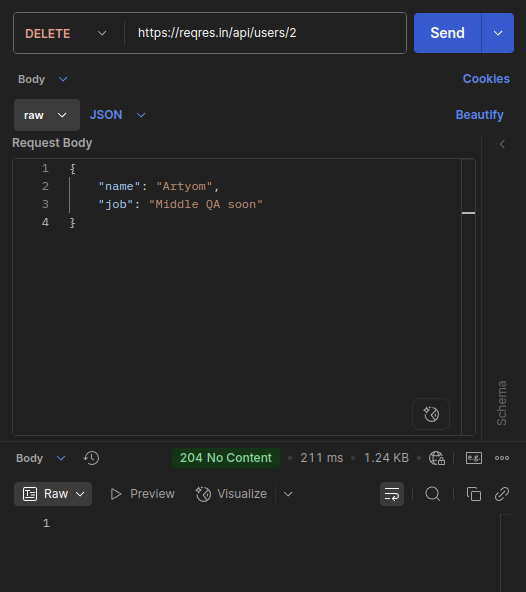 DELETE https://reqres.in/api/users/2 Send
Body Cookies
raw JSON Beautify
Request Body
1 {
2 "name": "Artyom",
3 "job": "Middle QA soon"
4 }
Schema
Body 204 No Content • 211 ms • 1.24 KB e.g.
Raw Preview Visualize
1